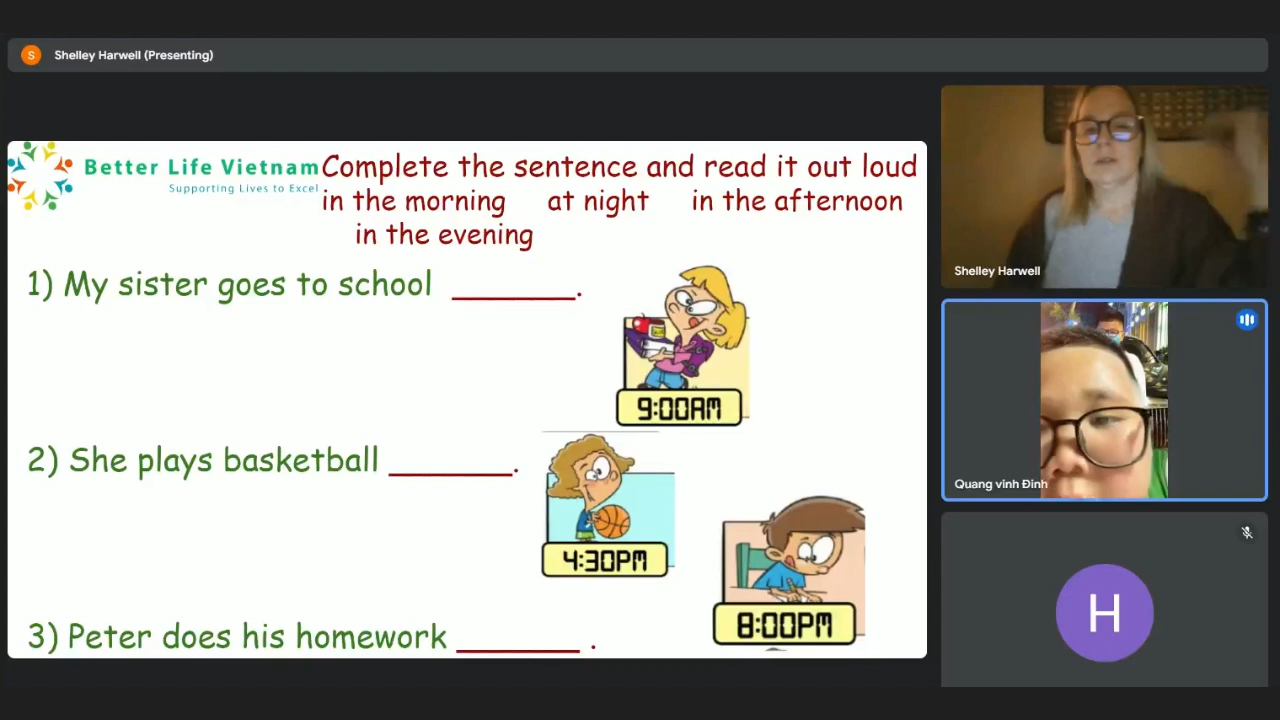 S
Shelley Harwell (Presenting)
Better Life Vietnam
Supporting Lives to Excel
Complete the sentence and read it out loud
in the morning at night in the afternoon
in the evening
1) My sister goes to school _______.
9:00AM
2) She plays basketball _______.
4:30PM
3) Peter does his homework _______ .
8:00PM
Shelley Harwell
Quang vinh Đinh
H